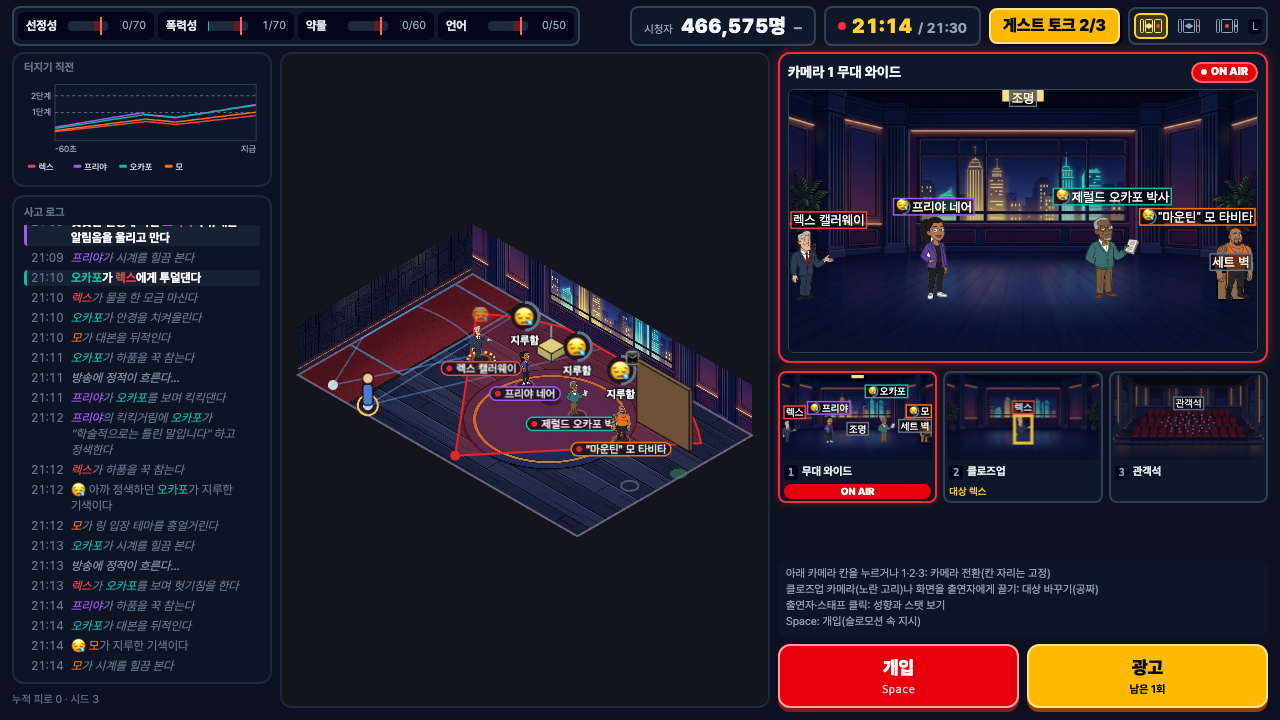 선정성 0/70 폭력성 1/70 약물 0/60 언어 0/50
시청자 466,575명 –
21:14 / 21:30
게스트 토크 2/3
L
터지기 직전
2단계
1단계
-60초 지금
렉스 프리야 오카포 모
사고 로그
알림음을 울리고 만다
21:09 프리야가 시계를 힐끔 본다
21:10 오카포가 렉스에게 투덜댄다
21:10 렉스가 물을 한 모금 마신다
21:10 오카포가 안경을 치켜올린다
21:10 모가 대본을 뒤적인다
21:11 오카포가 하품을 꾹 참는다
21:11 방송에 정적이 흐른다...
21:11 프리야가 오카포를 보며 키킥댄다
21:12 프리야의 킥킥거림에 오카포가
"학술적으로는 틀린 말입니다" 하고
정색한다
21:12 렉스가 하품을 꾹 참는다
21:12 아까 정색하던 오카포가 지루한
기색이다
21:12 모가 링 입장 테마를 흥얼거린다
21:13 오카포가 시계를 힐끔 본다
21:13 방송에 정적이 흐른다...
21:13 렉스가 오카포를 보며 헛기침을 한다
21:14 프리야가 하품을 꾹 참는다
21:14 오카포가 대본을 뒤적인다
21:14 모가 지루한 기색이다
21:14 모가 시계를 힐끔 본다
누적 피로 0 · 시드 3
지루함
지루함
지루함
렉스 캘러웨이
프리야 네어
제럴드 오카포 박
"마운틴" 모 타비타
카메라 1 무대 와이드
ON AIR
조명
제럴드 오카포 박사
프리야 네어
렉스 캘러웨이
"마운틴" 모 타비타
세트 벽
오카포
렉스 프리야 모
조명 세트 벽
1 무대 와이드
ON AIR
렉스
2 클로즈업
대상 렉스
관객석
3 관객석
아래 카메라 칸을 누르거나 1·2·3: 카메라 전환(칸 자리는 고정)
클로즈업 카메라(노란 고리)나 화면을 출연자에게 끌기: 대상 바꾸기(공짜)
출연자·스태프 클릭: 성향과 스탯 보기
Space: 개입(슬로모션 속 지시)
개입
Space
광고
남은 1회